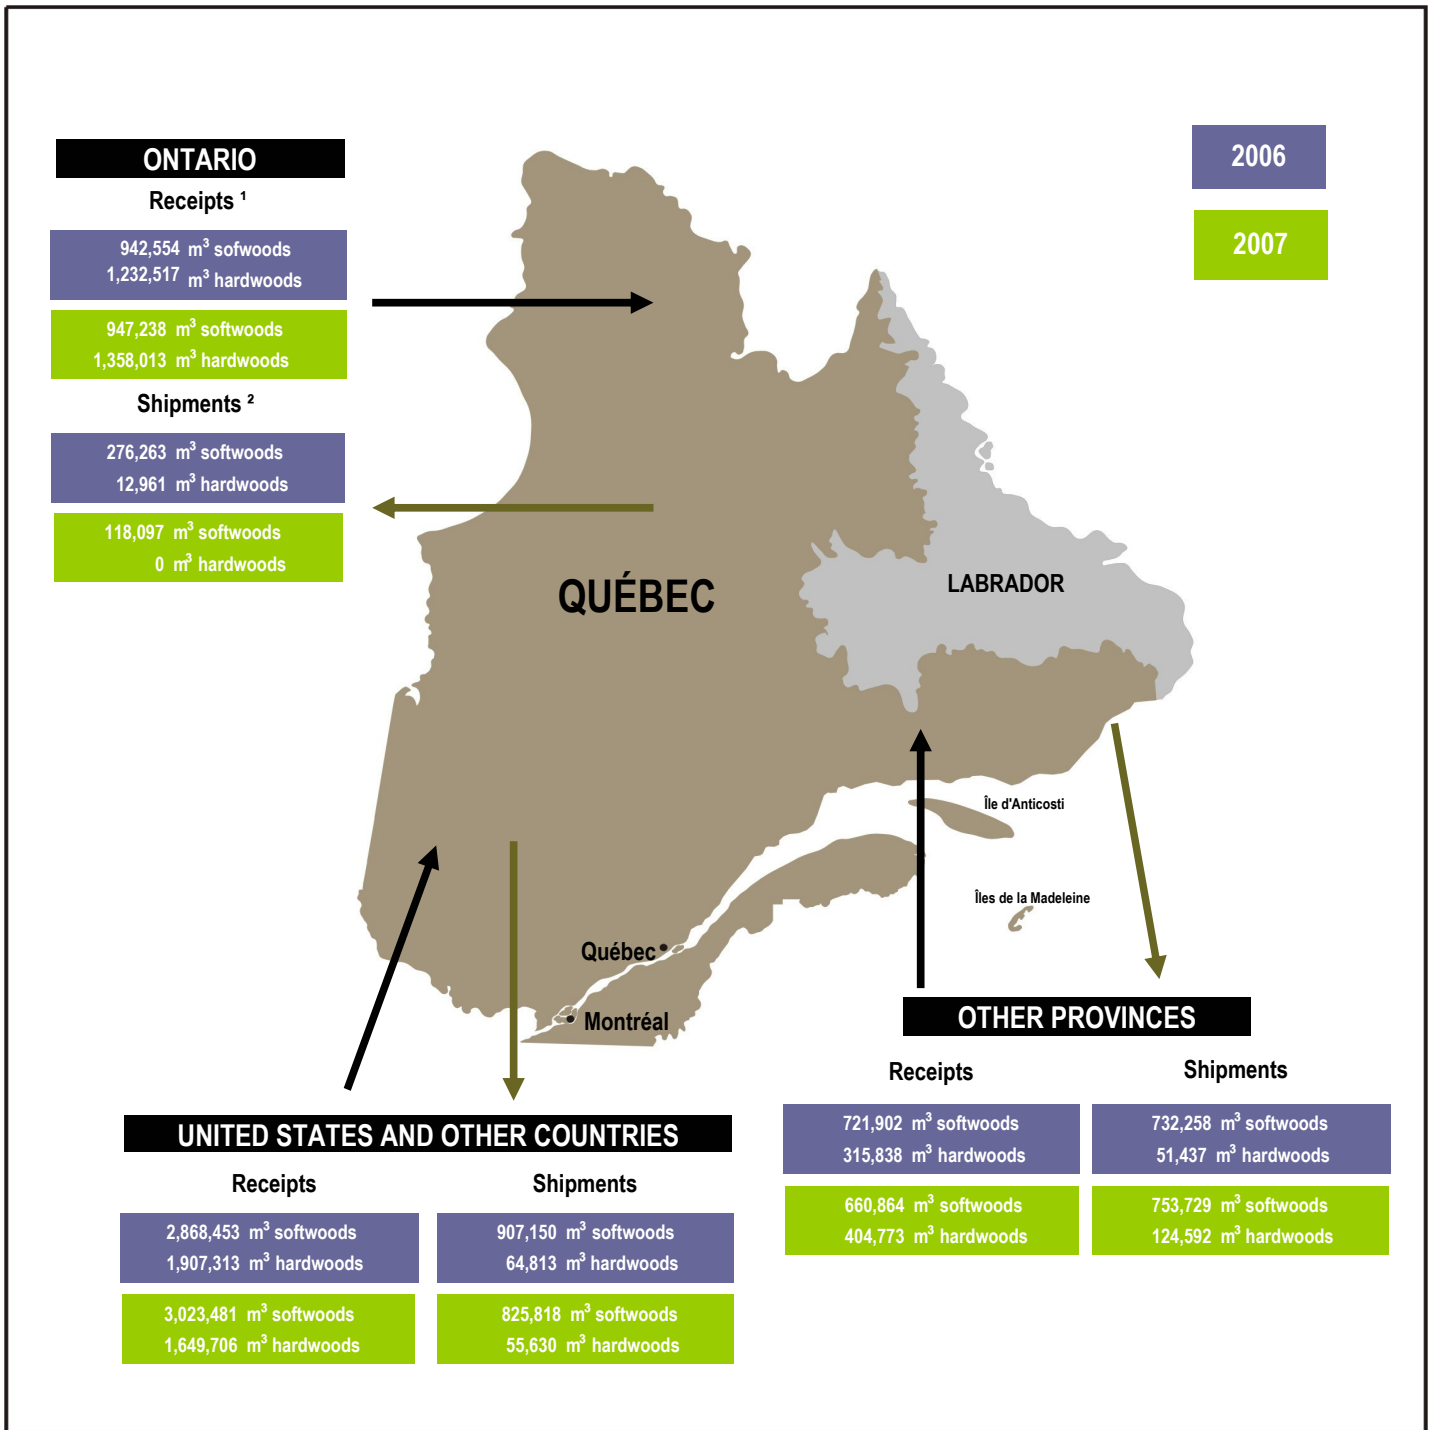 2006
2007
ONTARIO
Receipts ¹
942,554 m³ sofwoods
1,232,517 m³ hardwoods
947,238 m³ softwoods
1,358,013 m³ hardwoods
Shipments ²
276,263 m³ softwoods
12,961 m³ hardwoods
118,097 m³ softwoods
0 m³ hardwoods
QUÉBEC
LABRADOR
Île d'Anticosti
Îles de la Madeleine
Québec
Montréal
OTHER PROVINCES
Receipts
721,902 m³ softwoods
315,838 m³ hardwoods
660,864 m³ softwoods
404,773 m³ hardwoods
Shipments
732,258 m³ softwoods
51,437 m³ hardwoods
753,729 m³ softwoods
124,592 m³ hardwoods
UNITED STATES AND OTHER COUNTRIES
Receipts
2,868,453 m³ softwoods
1,907,313 m³ hardwoods
3,023,481 m³ softwoods
1,649,706 m³ hardwoods
Shipments
907,150 m³ softwoods
64,813 m³ hardwoods
825,818 m³ softwoods
55,630 m³ hardwoods